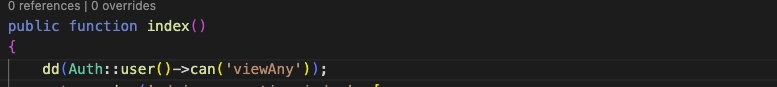 0 references | 0 overrides
public function index()
{
dd(Auth::user()->can('viewAny'));